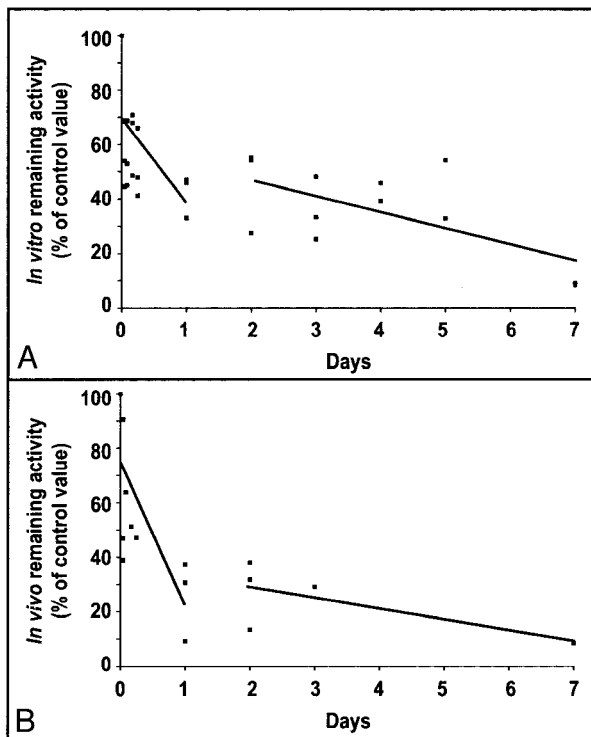 100
80
60
40
20
0
In vitro remaining activity
(% of control value)
0 1 2 3 4 5 6 7
Days
A
100
80
60
40
20
0
In vivo remaining activity
(% of control value)
0 1 2 3 4 5 6 7
Days
B